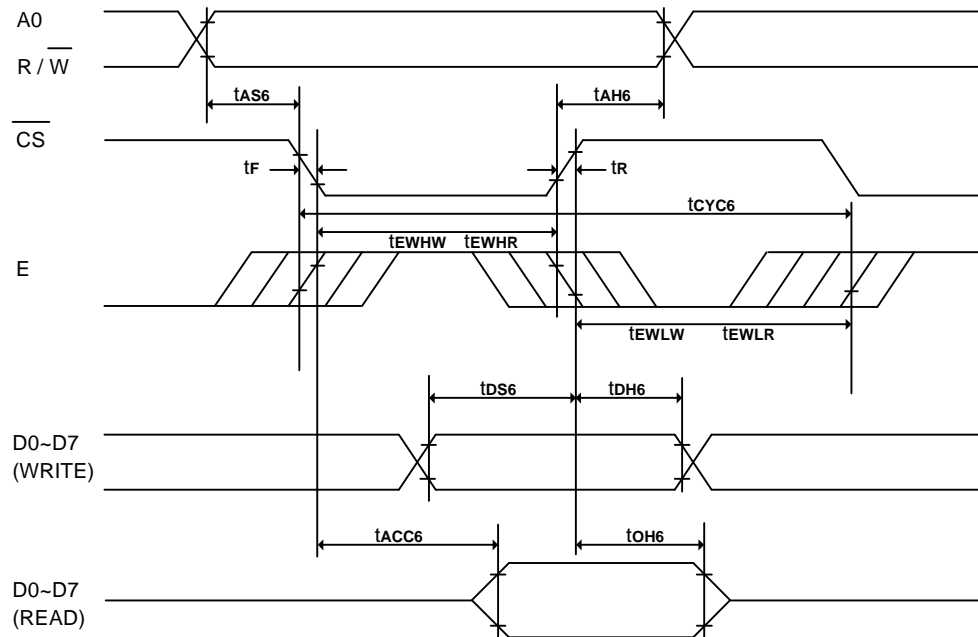 A0
R / W
tAS6 tAH6
CS
tF tR
tCYC6
tEWHW tEWHR
E
tEWLW tEWLR
tDS6 tDH6
D0~D7
(WRITE)
tACC6 tOH6
D0~D7
(READ)